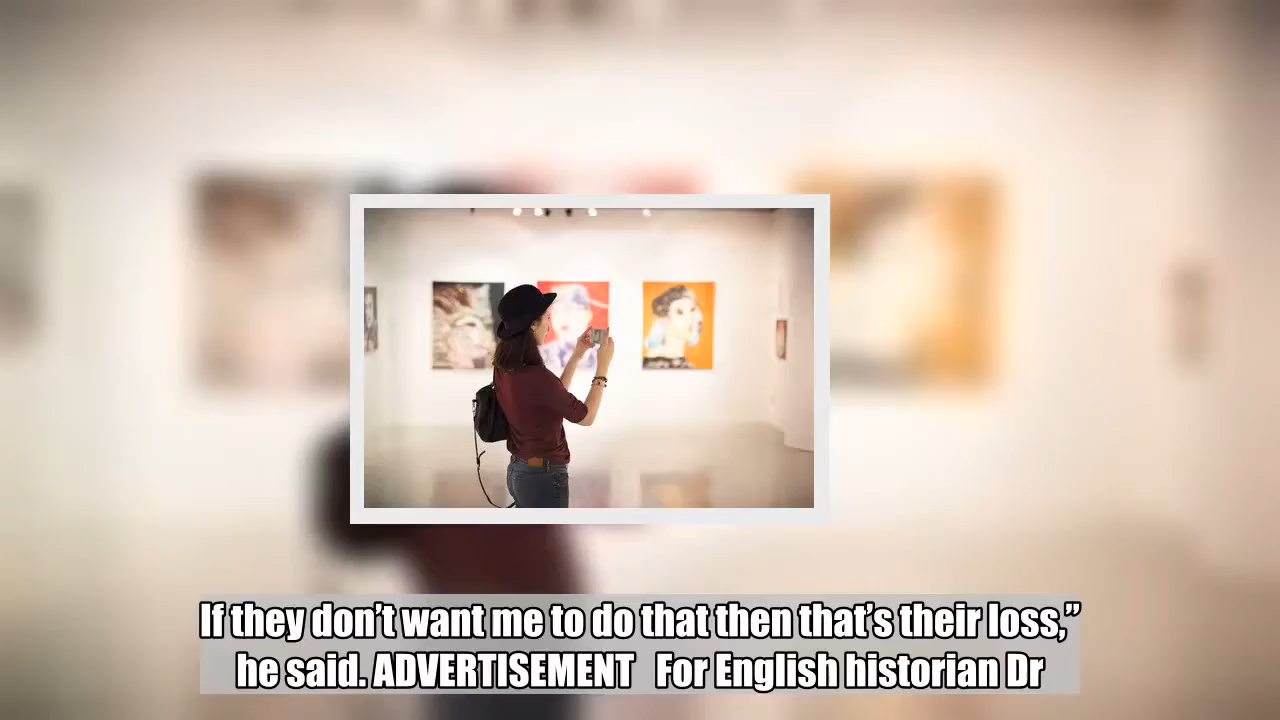 If they don’t want me to do that then that’s their loss,”
he said. ADVERTISEMENT   For English historian Dr